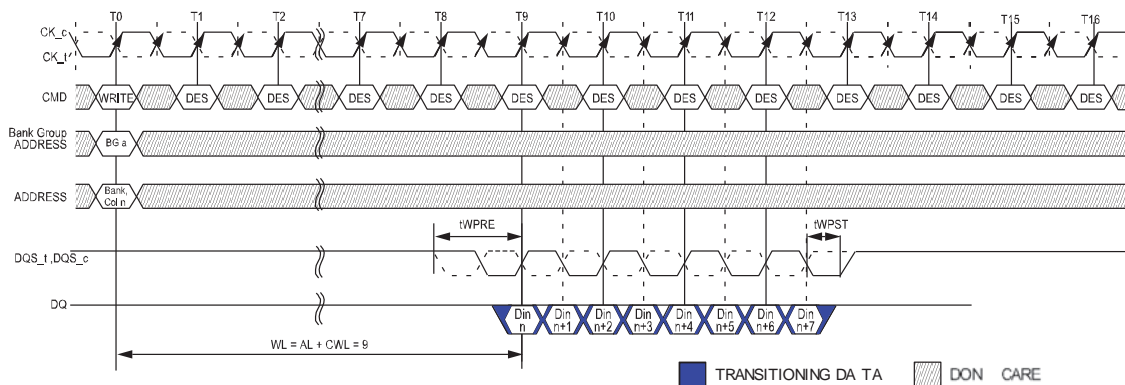 T0 T1 T2 T7 T8 T9 T10 T11 T12 T13 T14 T15 T16
CK_c
CK_t
CMD WRITE DES DES DES DES DES DES DES DES DES DES DES DES
Bank Group
ADDRESS
BG a
ADDRESS
Bank,
Col n
tWPRE tWPST
DQS_t ,DQS_c
DQ
Din
n
Din
n+1
Din
n+2
Din
n+3
Din
n+4
Din
n+5
Din
n+6
Din
n+7
WL = AL + CWL = 9
TRANSITIONING DA TA DON CARE